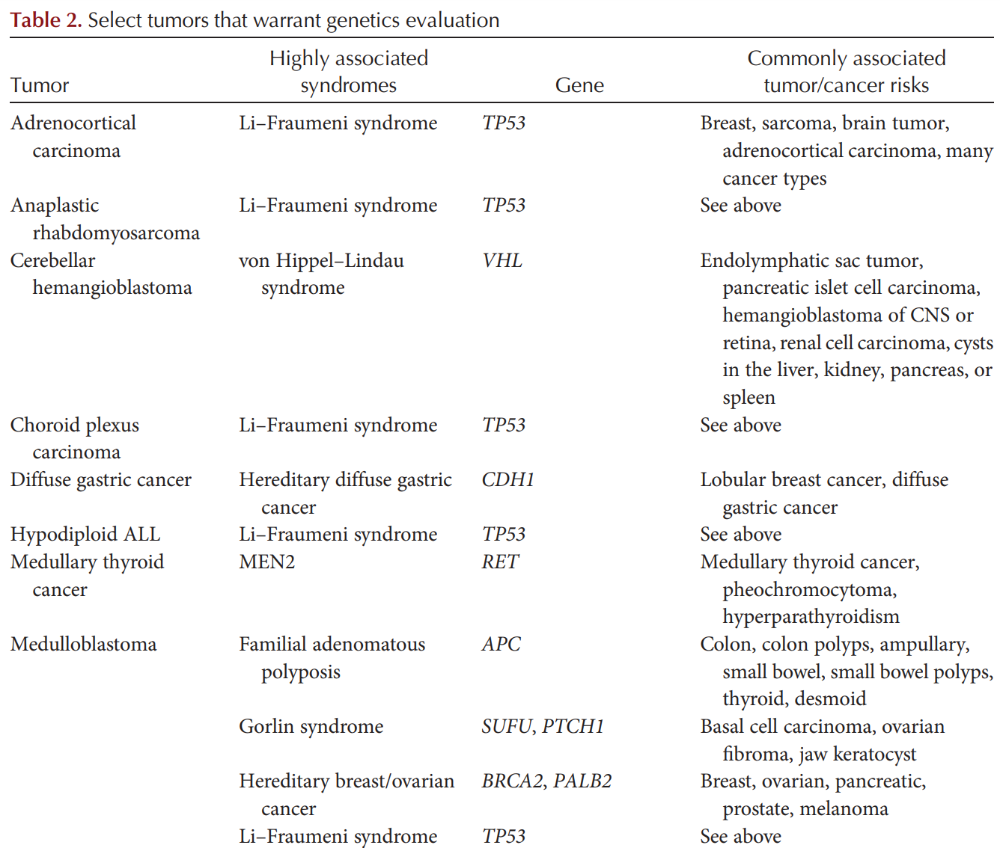 Table 2. Select tumors that warrant genetics evaluation
Tumor Highly associated syndromes Gene Commonly associated tumor/cancer risks
Adrenocortical Li–Fraumeni syndrome TP53 Breast, sarcoma, brain tumor,
carcinoma adrenocortical carcinoma, many
cancer types
Anaplastic Li–Fraumeni syndrome TP53 See above
rhabdomyosarcoma
Cerebellar von Hippel–Lindau VHL Endolymphatic sac tumor,
hemangioblastoma syndrome pancreatic islet cell carcinoma,
hemangioblastoma of CNS or
retina, renal cell carcinoma, cysts
in the liver, kidney, pancreas, or
spleen
Choroid plexus Li–Fraumeni syndrome TP53 See above
carcinoma
Diffuse gastric cancer Hereditary diffuse gastric CDH1 Lobular breast cancer, diffuse
cancer gastric cancer
Hypodiploid ALL Li–Fraumeni syndrome TP53 See above
Medullary thyroid MEN2 RET Medullary thyroid cancer,
cancer pheochromocytoma,
hyperparathyroidism
Medulloblastoma Familial adenomatous APC Colon, colon polyps, ampullary,
polyposis small bowel, small bowel polyps,
thyroid, desmoid
Gorlin syndrome SUFU, PTCH1 Basal cell carcinoma, ovarian
fibroma, jaw keratocyst
Hereditary breast/ovarian BRCA2, PALB2 Breast, ovarian, pancreatic,
cancer prostate, melanoma
Li–Fraumeni syndrome TP53 See above